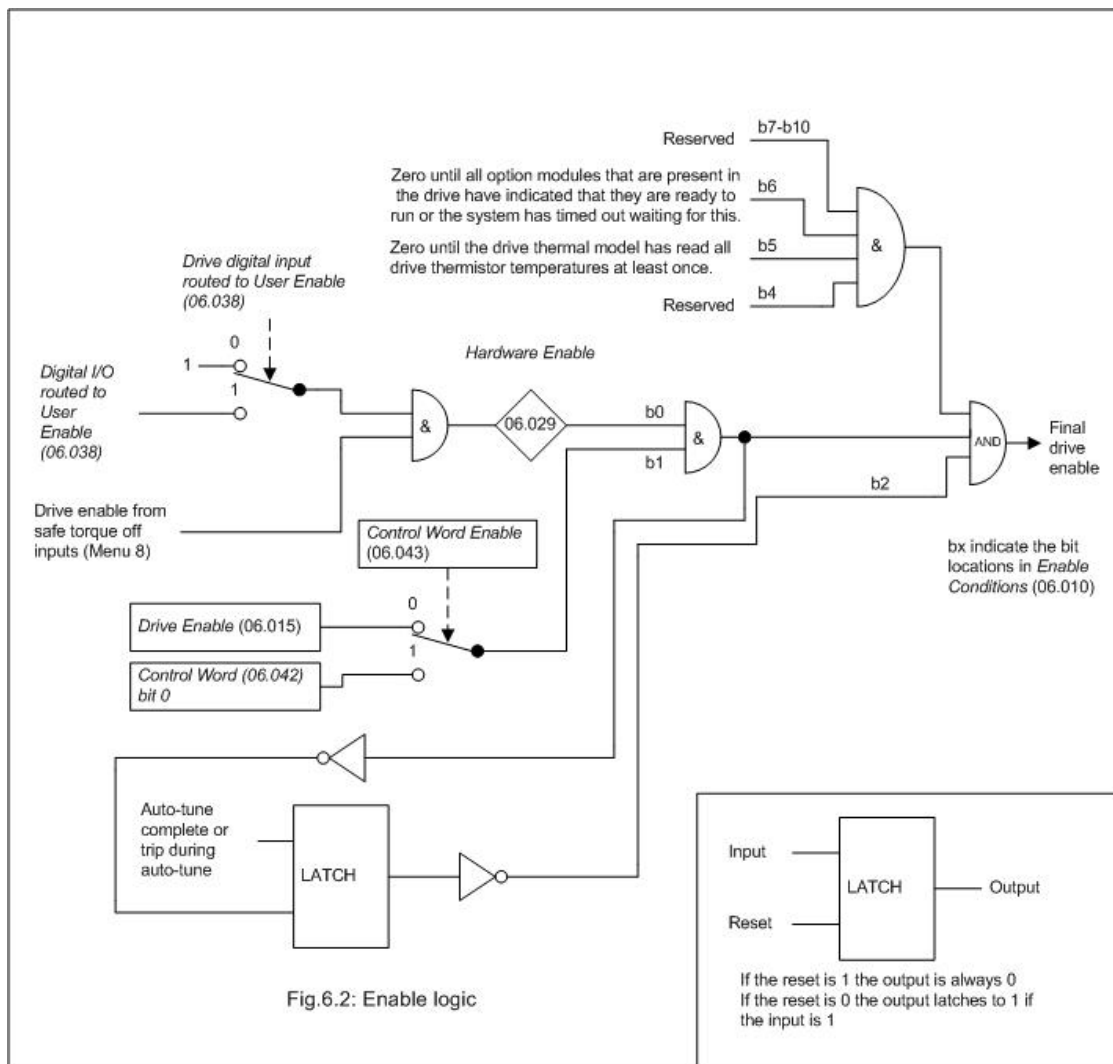 Reserved
b7-b10
Zero until all option modules that are present in
the drive have indicated that they are ready to
run or the system has timed out waiting for this.
b6
Zero until the drive thermal model has read all
drive thermistor temperatures at least once.
b5
&
Reserved
b4
Drive digital input
routed to User Enable
(06.038)
0
1
1
Digital I/O
routed to
User
Enable
(06.038)
Hardware Enable
&
06.029
b0
b1
&
AND
Final
drive
enable
Drive enable from
safe torque off
inputs (Menu 8)
b2
Control Word Enable
(06.043)
bx indicate the bit
locations in Enable
Conditions (06.010)
0
1
Drive Enable (06.015)
Control Word (06.042)
bit 0
Auto-tune
complete or
trip during
auto-tune
LATCH
Fig.6.2: Enable logic
Input
Reset
LATCH
Output
If the reset is 1 the output is always 0
If the reset is 0 the output latches to 1 if
the input is 1